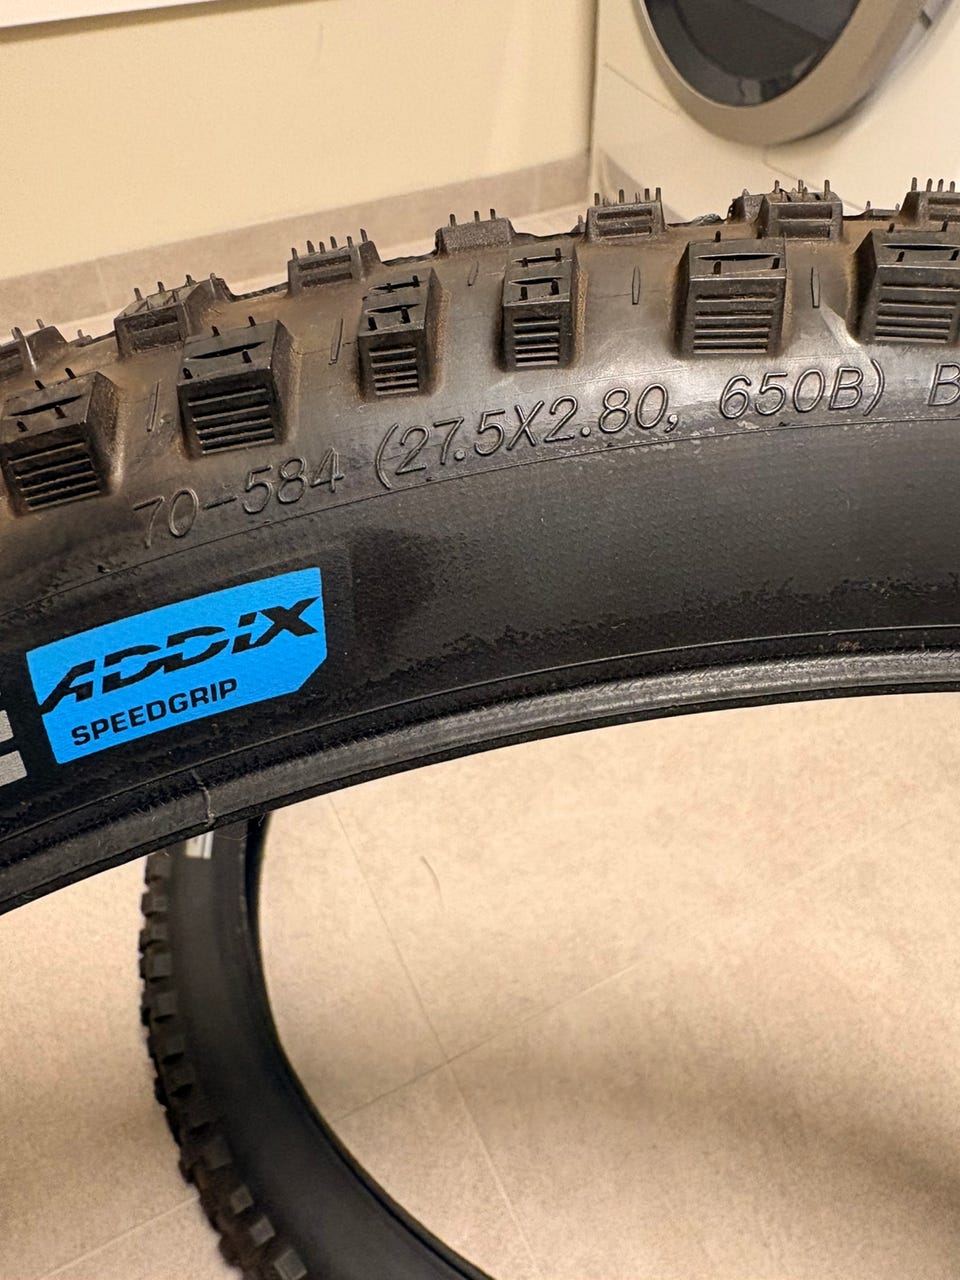 70-584 (27.5X2.80, 650B) B
ADDIX
SPEEDGRIP